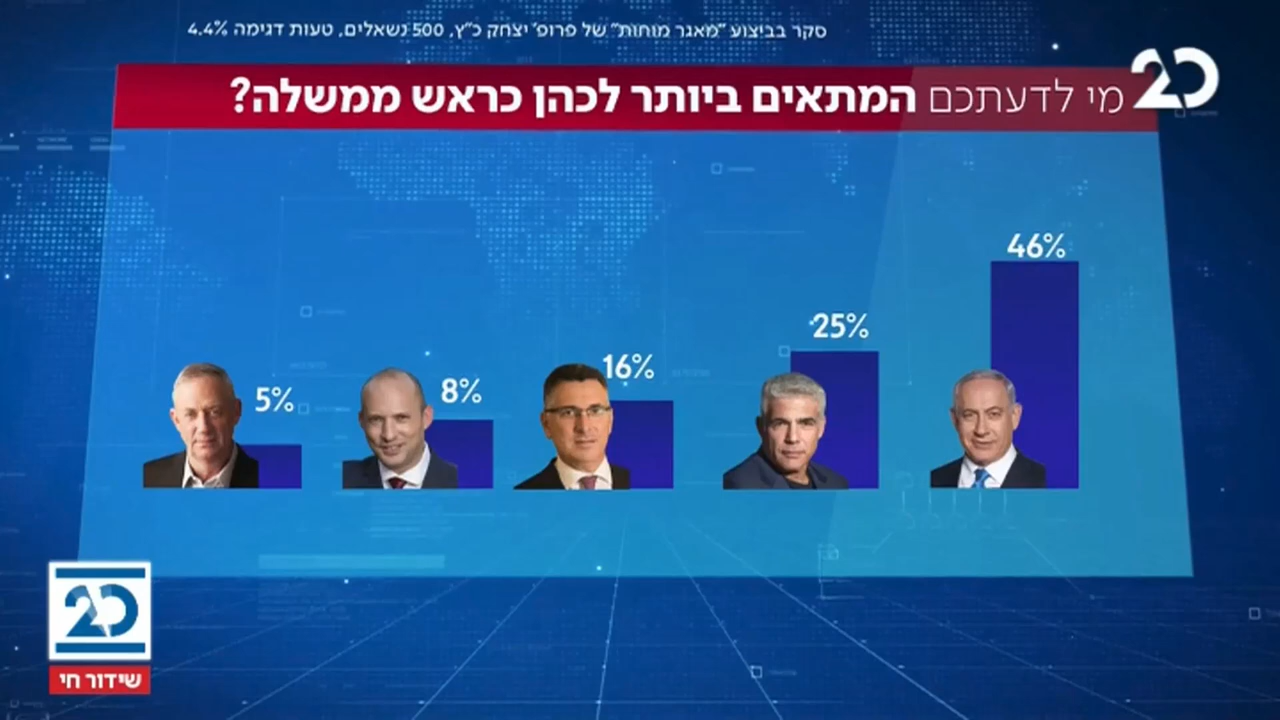 סקר בביצוע "מאגר מוחות" של פרופ' יצחק כ"ץ, 500 נשאלים, טעות דגימה 4.4%
מי לדעתכם המתאים ביותר לכהן כראש ממשלה?
20
46%
25%
16%
8%
5%
20
שידור חי